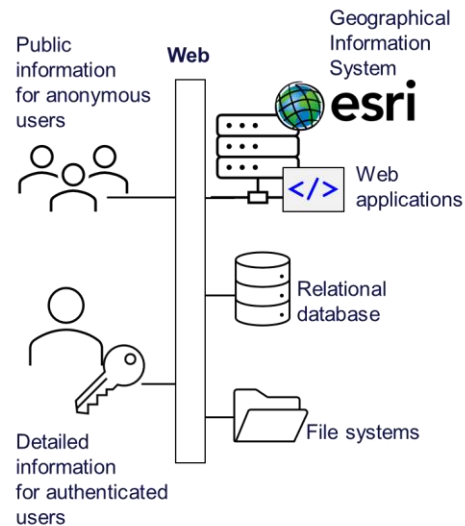 Public
information
for anonymous
users
Web
Geographical
Information
System
esri
</>
Web
applications
Relational
database
File systems
Detailed
information
for authenticated
users